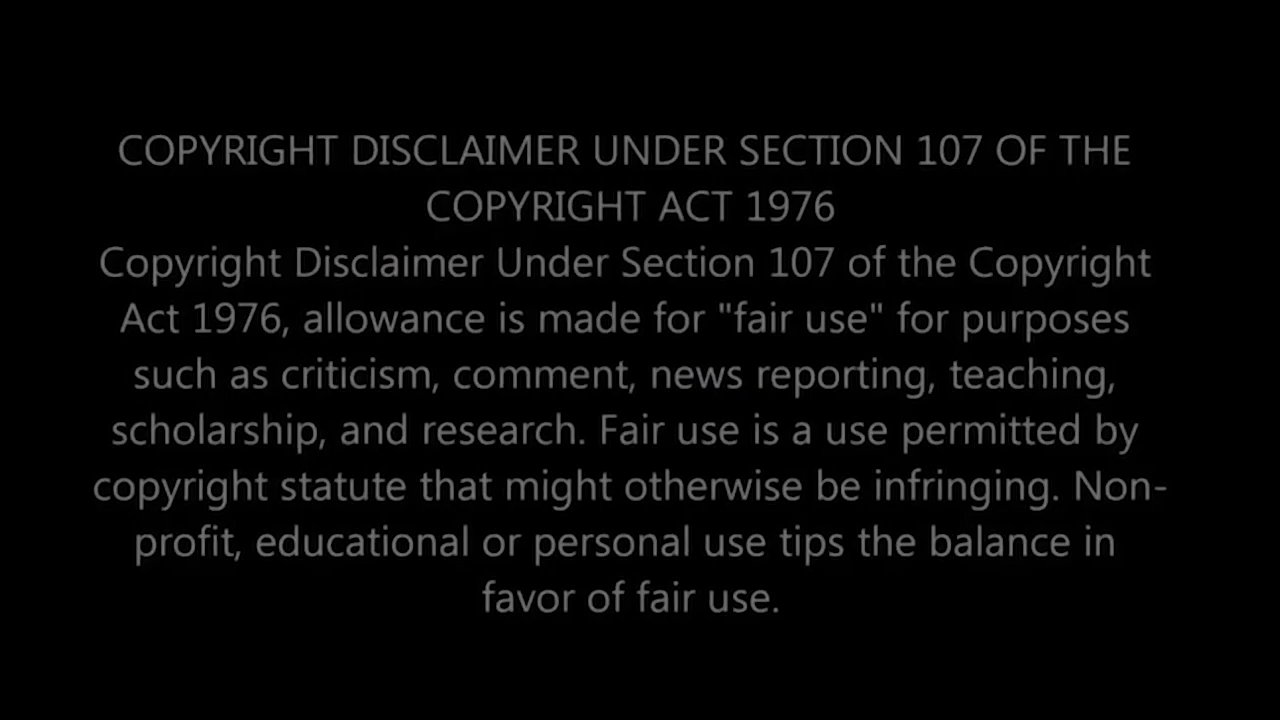 COPYRIGHT DISCLAIMER UNDER SECTION 107 OF THE
COPYRIGHT ACT 1976
Copyright Disclaimer Under Section 107 of the Copyright
Act 1976, allowance is made for "fair use" for purposes
such as criticism, comment, news reporting, teaching,
scholarship, and research. Fair use is a use permitted by
copyright statute that might otherwise be infringing. Non-
profit, educational or personal use tips the balance in
favor of fair use.